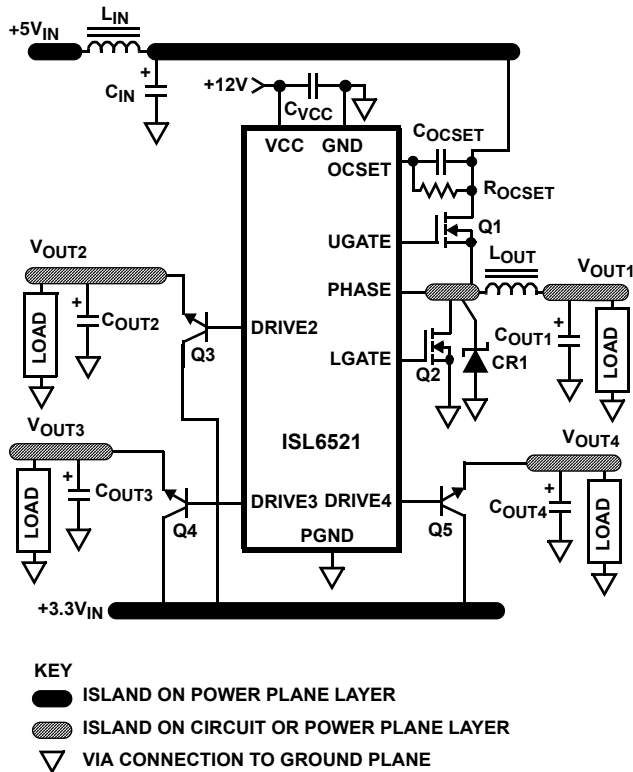 +5VIN
LIN
CIN
+
+12V
CVCC
VCC
GND
OCSET
COCSET
ROCSET
UGATE
Q1
PHASE
LOUT
VOUT1
LGATE
Q2
CR1
COUT1
+
LOAD
VOUT2
LOAD
+
COUT2
Q3
DRIVE2
ISL6521
VOUT3
LOAD
+
COUT3
Q4
DRIVE3
DRIVE4
Q5
VOUT4
COUT4
+
LOAD
PGND
+3.3VIN
KEY
ISLAND ON POWER PLANE LAYER
ISLAND ON CIRCUIT OR POWER PLANE LAYER
VIA CONNECTION TO GROUND PLANE